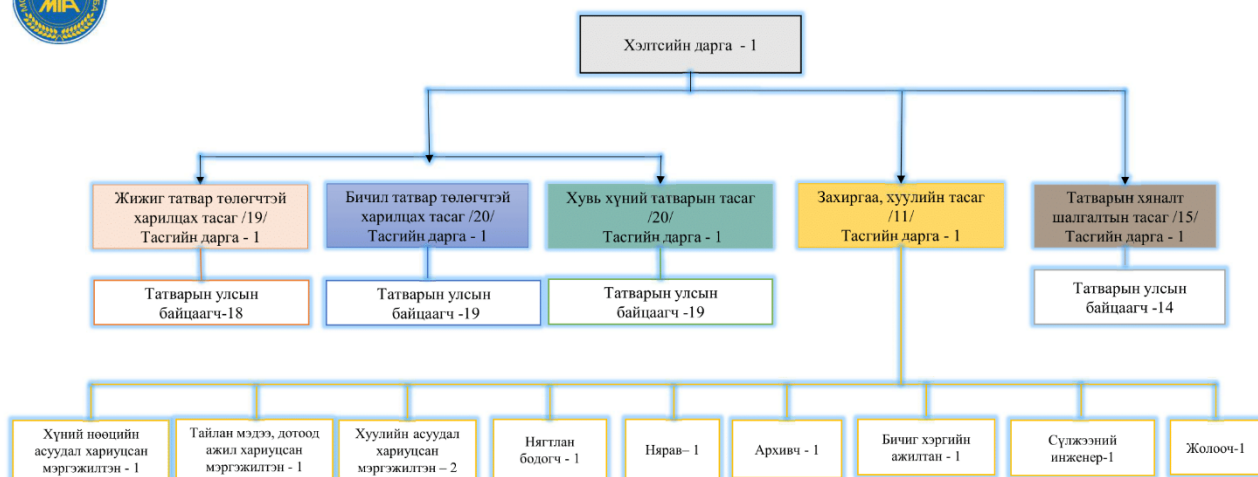 МТА
Хэлтсийн дарга - 1
Жижиг татвар төлөгчтэй
харилцах тасаг /19/
Тасгийн дарга - 1
Бичил татвар төлөгчтэй
харилцах тасаг /20/
Тасгийн дарга - 1
Хувь хүний татварын тасаг
/20/
Тасгийн дарга - 1
Захиргаа, хуулийн тасаг
/11/
Тасгийн дарга - 1
Татварын хяналт
шалгалтын тасаг /15/
Тасгийн дарга - 1
Татварын улсын
байцаагч-18
Татварын улсын
байцаагч -19
Татварын улсын
байцаагч -19
Татварын улсын
байцаагч -14
Хүний нөөцийн
асуудал хариуцсан
мэргэжилтэн - 1
Тайлан мэдээ, дотоод
ажил хариуцсан
мэргэжилтэн - 1
Хуулийн асуудал
хариуцсан
мэргэжилтэн – 2
Нягтлан
бодогч - 1
Нярав– 1
Архивч - 1
Бичиг хэргийн
ажилтан - 1
Сүлжээний
инженер-1
Жолооч-1